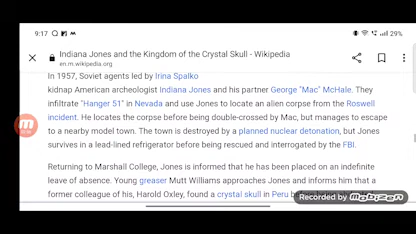 9:17 29%
Indiana Jones and the Kingdom of the Crystal Skull - Wikipedia
en.m.wikipedia.org
In 1957, Soviet agents led by Irina Spalko
kidnap American archeologist Indiana Jones and his partner George "Mac" McHale. They
infiltrate "Hanger 51" in Nevada and use Jones to locate an alien corpse from the Roswell
incident. He locates the corpse before being double-crossed by Mac, but manages to
escape to a nearby model town. The town is destroyed by a planned nuclear detonation, but Jones
survives in a lead-lined refrigerator before being rescued and interrogated by the FBI.
Returning to Marshall College, Jones is informed that he has been placed on an indefinite
leave of absence. Young greaser Mutt Williams approaches Jones and informs him that a
former colleague of his, Harold Oxley, found a crystal skull in Peru
Recorded by Mobizen